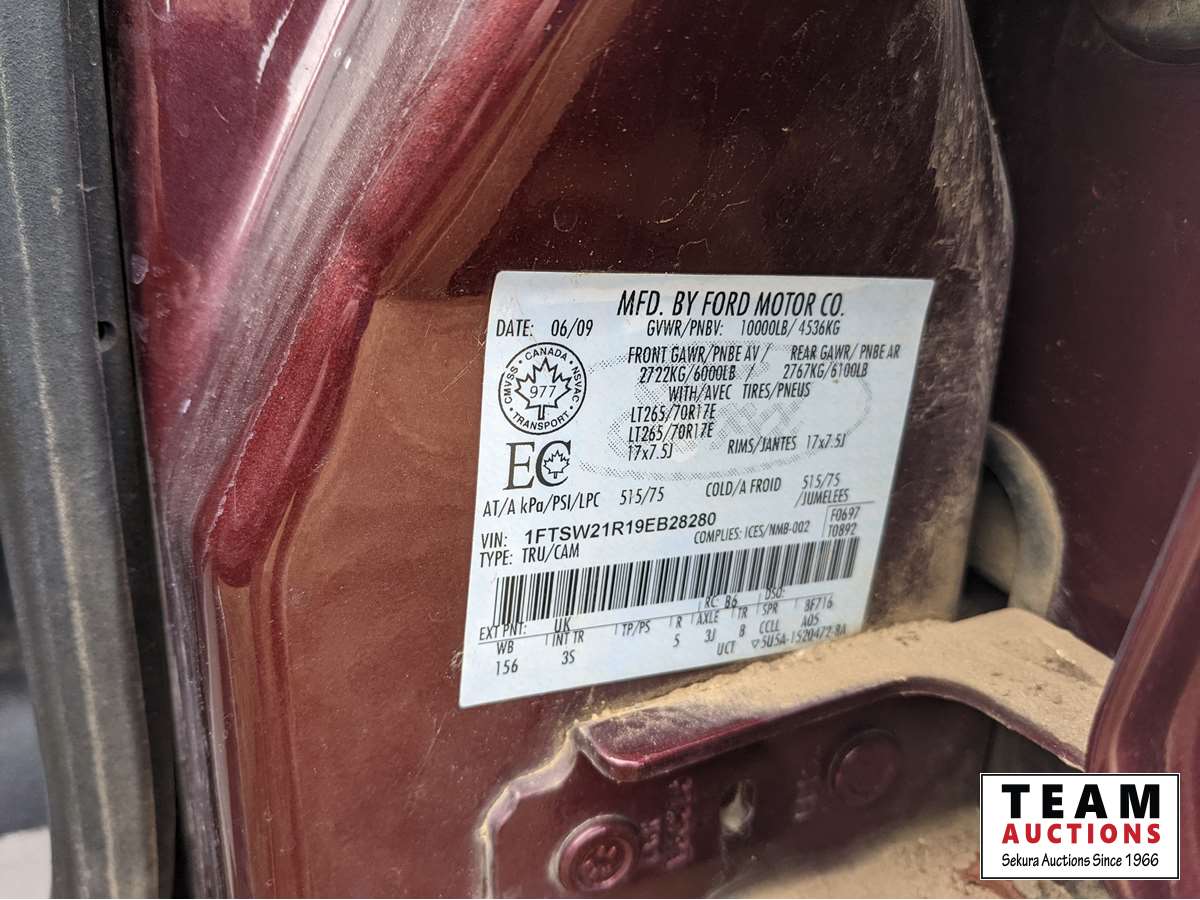 MFD. BY FORD MOTOR CO.
DATE: 06/09 GVWR/PNBV: 10000LB/ 4536KG
FRONT GAWR/PNBE AV / REAR GAWR/ PNBE AR
2722KG/6000LB / 2767KG/6100LB
WITH/AVEC TIRES/PNEUS
LT265/70R17E
LT265/70R17E
17x7.5J RIMS/JANTES 17x7.5J
CANADA
CMVSS 977 NSVAC
TRANSPORT
EC
AT/A kPa/PSI/LPC 515/75 COLD/A FROID 515/75
/JUMELEES
VIN: 1FTSW21R19EB28280 COMPLIES: ICES/NMB-002 F0697
TYPE: TRU/CAM T0892
EXT PNT: UK RC: B6 DSO:
WB INT TR TP/PS R AXLE TR SPR BF716
156 3S 5 3J B CCLL A05
UCT 5U5A-1520472-BA
TEAM
AUCTIONS
Sekura Auctions Since 1966